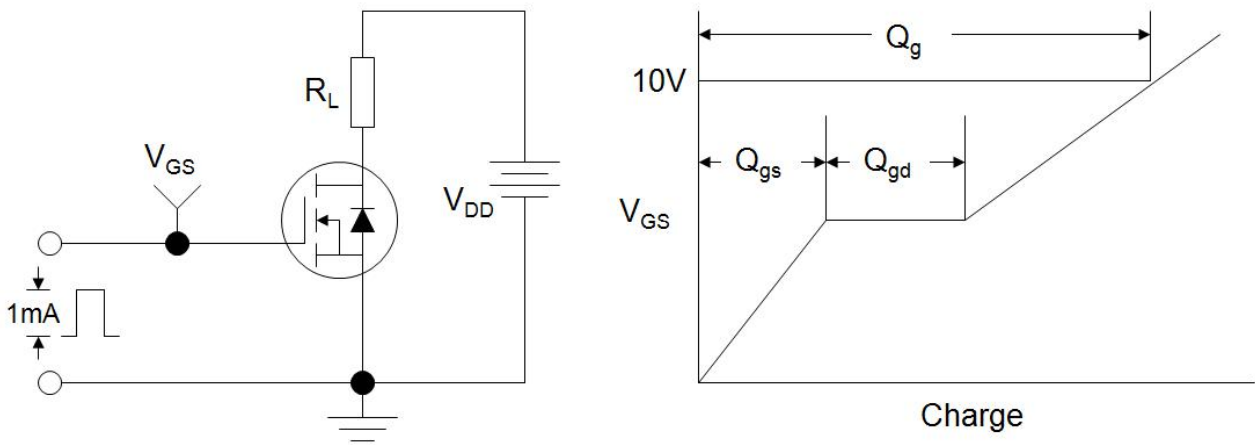 R_L
V_GS
V_DD
1mA
Q_g
10V
Q_gs
Q_gd
V_GS
Charge